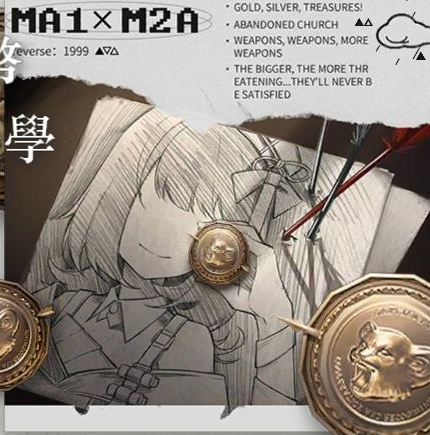 MA1×M2A
everse：1999 ▲▽△
學
• GOLD, SILVER, TREASURES!
• ABANDONED CHURCH
• WEAPONS, WEAPONS, MORE
WEAPONS
• THE BIGGER, THE MORE THR
EATENING...THEY'LL NEVER B
E SATISFIED